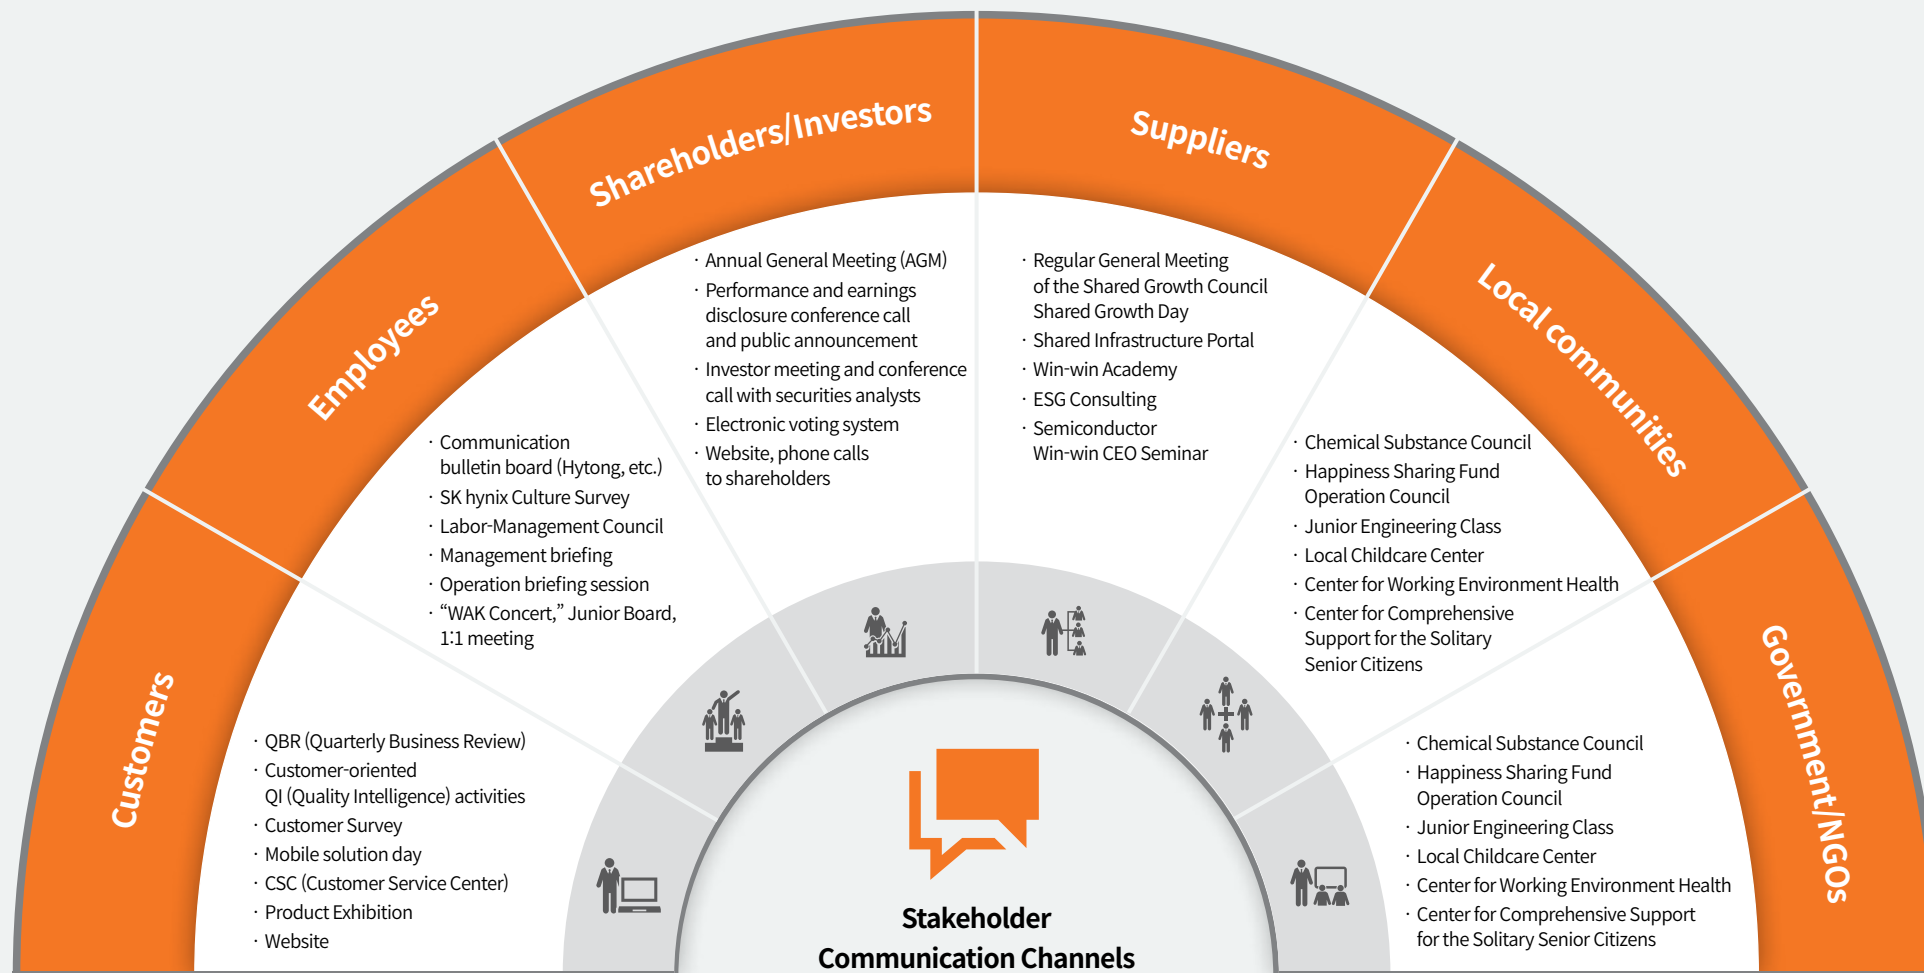 Customers
· QBR (Quarterly Business Review)
· Customer-oriented
QI (Quality Intelligence) activities
· Customer Survey
· Mobile solution day
· CSC (Customer Service Center)
· Product Exhibition
· Website
Employees
· Communication
bulletin board (Hytong, etc.)
· SK hynix Culture Survey
· Labor-Management Council
· Management briefing
· Operation briefing session
· “WAK Concert,” Junior Board,
1:1 meeting
Shareholders/Investors
· Annual General Meeting (AGM)
· Performance and earnings
disclosure conference call
and public announcement
· Investor meeting and conference
call with securities analysts
· Electronic voting system
· Website, phone calls
to shareholders
Suppliers
· Regular General Meeting
of the Shared Growth Council
Shared Growth Day
· Shared Infrastructure Portal
· Win-win Academy
· ESG Consulting
· Semiconductor
Win-win CEO Seminar
Local communities
· Chemical Substance Council
· Happiness Sharing Fund
Operation Council
· Junior Engineering Class
· Local Childcare Center
· Center for Working Environment Health
· Center for Comprehensive
Support for the Solitary
Senior Citizens
Government/NGOs
· Chemical Substance Council
· Happiness Sharing Fund
Operation Council
· Junior Engineering Class
· Local Childcare Center
· Center for Working Environment Health
· Center for Comprehensive Support
for the Solitary Senior Citizens
Stakeholder
Communication Channels